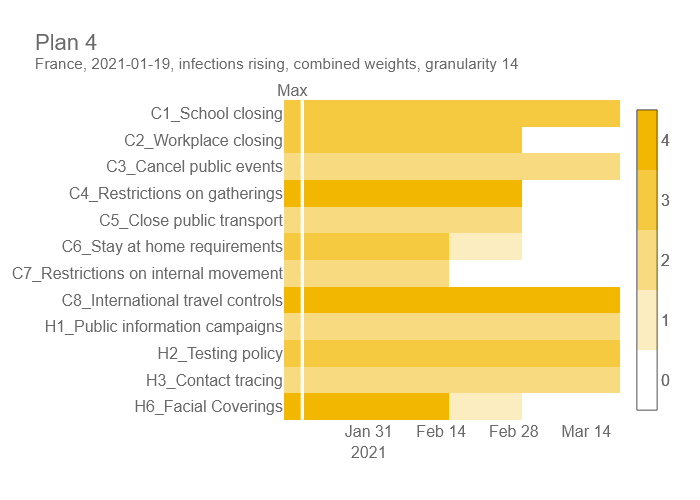 Plan 4
France, 2021-01-19, infections rising, combined weights, granularity 14
Max
C1_School closing
C2_Workplace closing
C3_Cancel public events
C4_Restrictions on gatherings
C5_Close public transport
C6_Stay at home requirements
C7_Restrictions on internal movement
C8_International travel controls
H1_Public information campaigns
H2_Testing policy
H3_Contact tracing
H6_Facial Coverings
4
3
2
1
0
Jan 31 Feb 14 Feb 28 Mar 14
2021